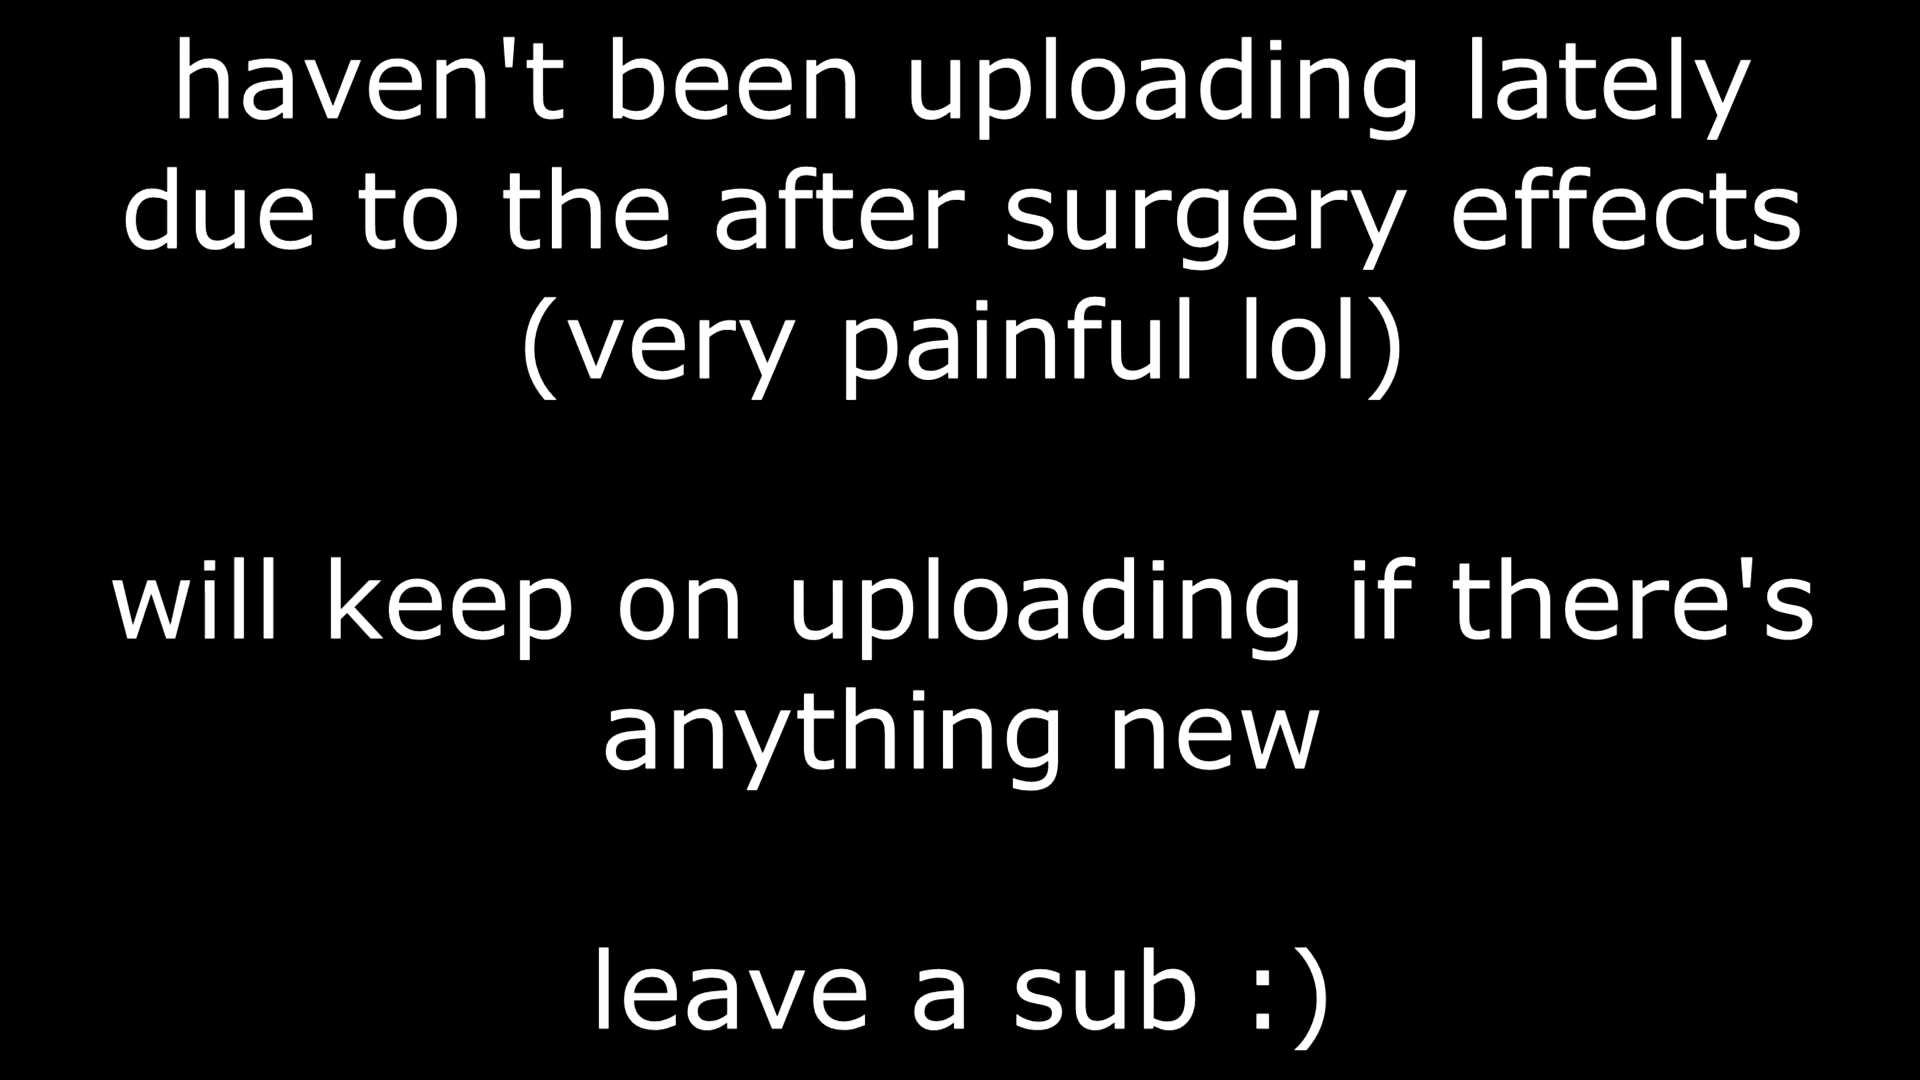 haven't been uploading lately
due to the after surgery effects
(very painful lol)
will keep on uploading if there's
anything new
leave a sub :)